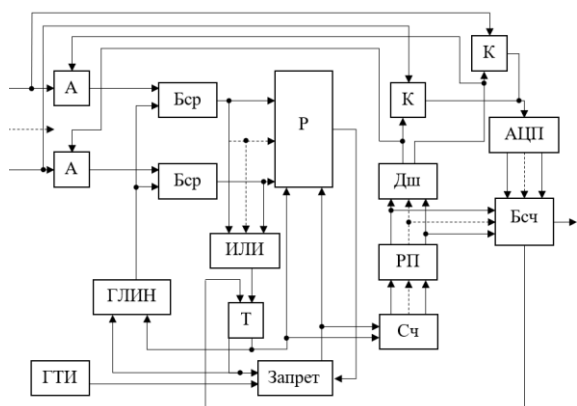 К
А
Бср
К
Р
АЦП
А
Бср
Дш
Бсч
ИЛИ
РП
ГЛИН
Т
Сч
ГТИ
Запрет